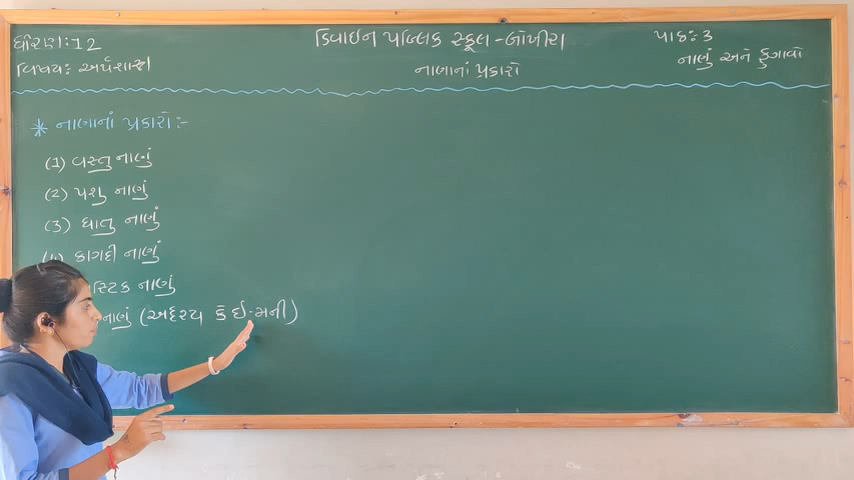 ધોરણ: 12 ડિવાઇન પબ્લિક સ્કૂલ - બોખીરા પાઠ: 3
વિષય: અર્થશાસ્ત્ર નાણાનાં પ્રકારો નાણું અને ફુગાવો
* નાણાનાં પ્રકારો :-
(1) વસ્તુ નાણું
(2) પશુ નાણું
(3) ધાતુ નાણું
(4) કાગદી નાણું
સ્ટિક નાણું
નાણું (અદ્રશ્ય કે ઈ-મની)